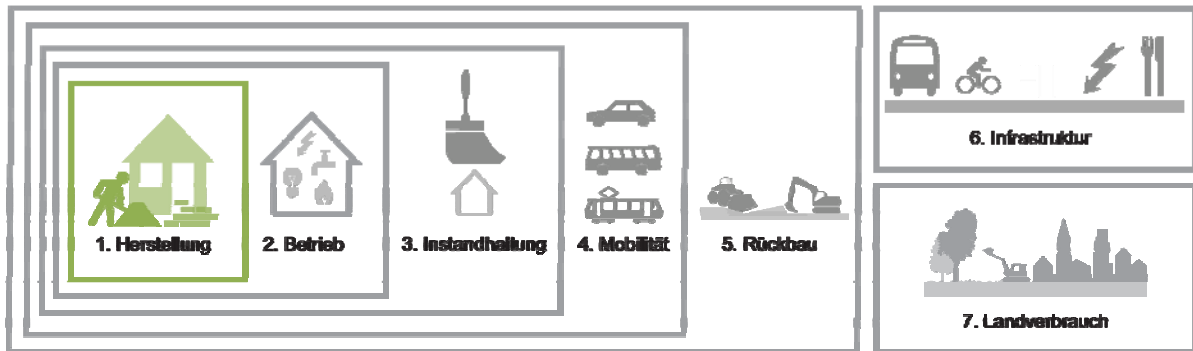 1. Herstellung
2. Betrieb
3. Instandhaltung
4. Mobilität
5. Rückbau
6. Infrastruktur
7. Landverbrauch